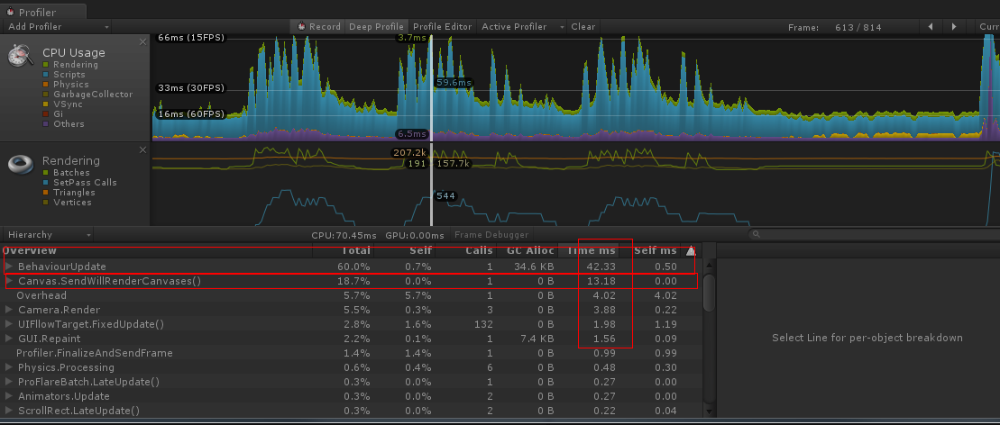 Profiler
Add Profiler Record Deep Profile Profile Editor Active Profiler Clear Frame: 613 / 814 Curr
CPU Usage
Rendering
Scripts
Physics
GarbageCollector
VSync
Gi
Others
66ms (15FPS)
33ms (30FPS)
16ms (60FPS)
3.7ms
59.6ms
6.5ms
Rendering
Batches
SetPass Calls
Triangles
Vertices
207.2k
191 157.7k
544
Hierarchy CPU:70.45ms GPU:0.00ms Frame Debugger
Overview Total Self Calls GC Alloc Time ms Self ms
BehaviourUpdate 60.0% 0.7% 1 34.6 KB 42.33 0.50
Canvas.SendWillRenderCanvases() 18.7% 0.0% 1 0 B 13.18 0.00
Overhead 5.7% 5.7% 1 0 B 4.02 4.02
Camera.Render 5.5% 0.3% 3 0 B 3.88 0.22
UIFllowTarget.FixedUpdate() 2.8% 1.6% 132 0 B 1.98 1.19
GUI.Repaint 2.2% 0.1% 1 7.4 KB 1.56 0.09
Profiler.FinalizeAndSendFrame 1.4% 1.4% 1 0 B 0.99 0.99
Physics.Processing 0.6% 0.4% 6 0 B 0.48 0.30
ProFlareBatch.LateUpdate() 0.3% 0.0% 1 0 B 0.27 0.00
Animators.Update 0.3% 0.0% 2 0 B 0.27 0.00
ScrollRect.LateUpdate() 0.3% 0.0% 2 0 B 0.22 0.04
Select Line for per-object breakdown